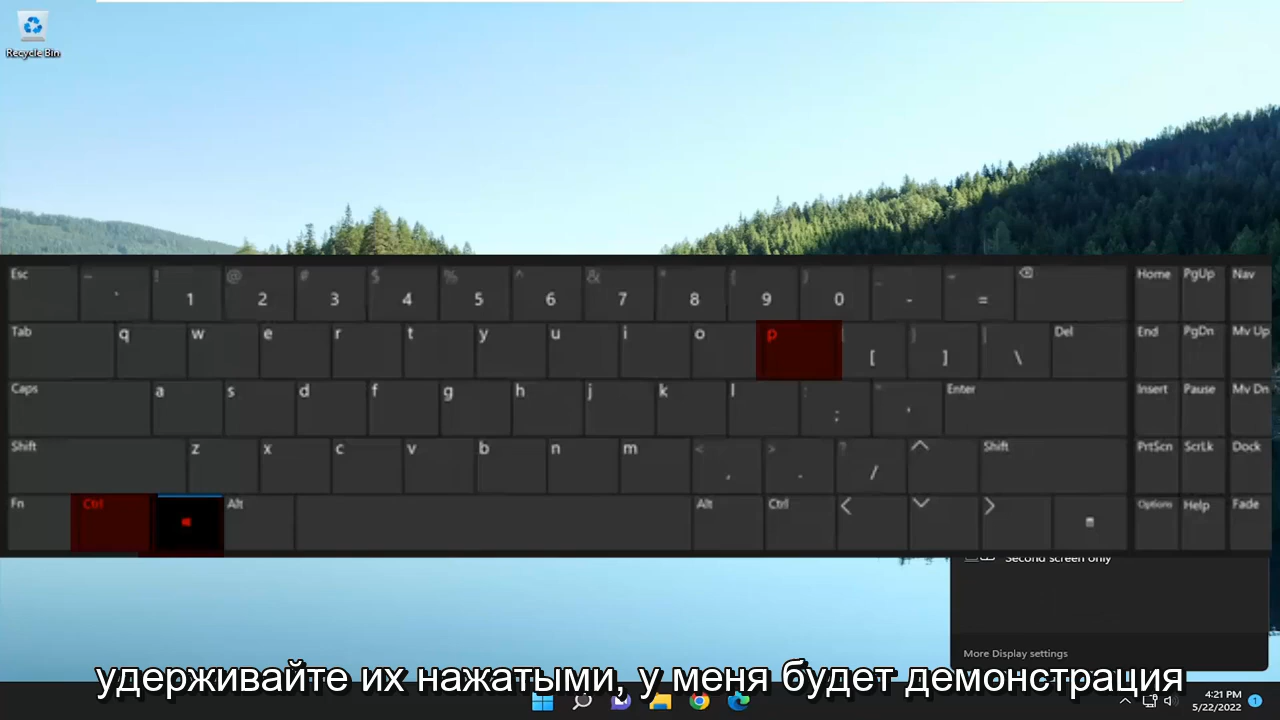 Recycle Bin
Esc ~ ` ! 1 @ 2 # 3 $ 4 % 5 ^ 6 & 7 * 8 ( 9 ) 0 _ - + = Home PgUp Nav
Tab q w e r t y u i o p { [ } ] | \ Del End PgDn Mv Up
Caps a s d f g h j k l : ; " ' Enter Insert Pause Mv Dn
Shift z x c v b n m < , > . ? / Shift PrtScn ScrLk Dock
Fn Ctrl Alt Alt Ctrl Options Help Fade
Second screen only
More Display settings
удерживайте их нажатыми, у меня будет демонстрация
4:21 PM
5/22/2022
1